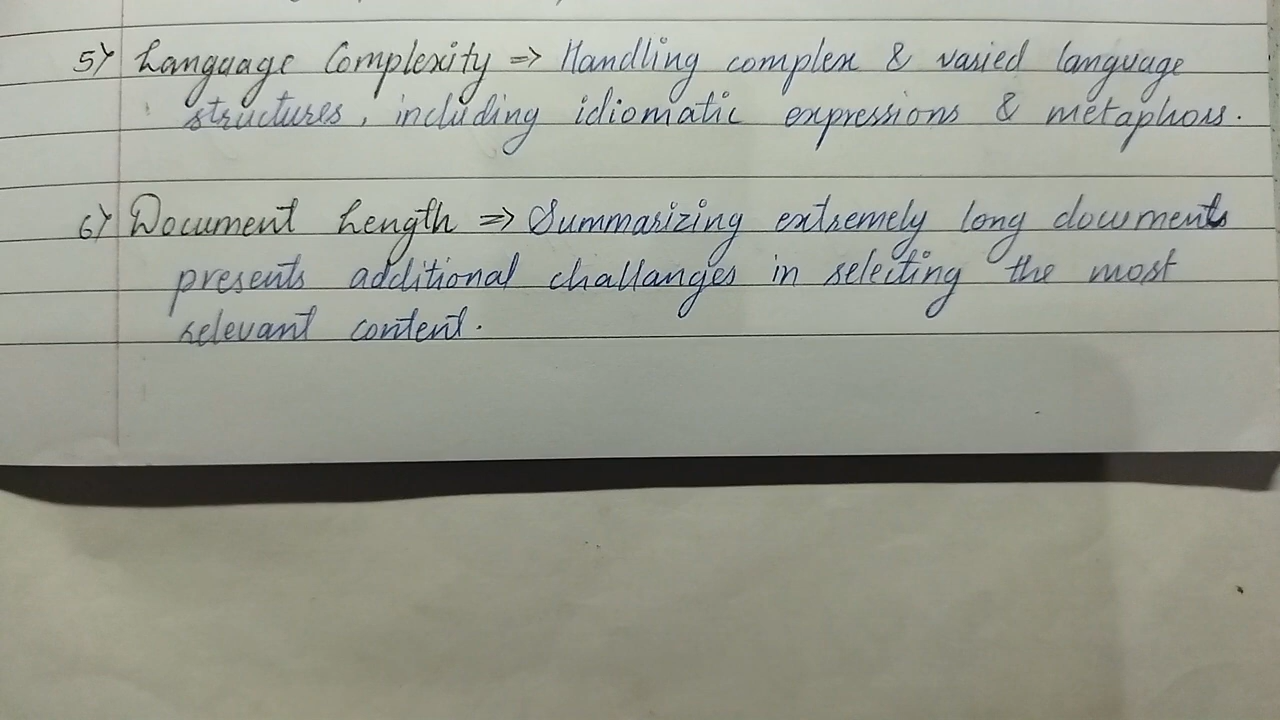 5) Language Complexity => Handling complex & varied language
structures, including idiomatic expressions & metaphors.
6) Document Length => Summarizing extremely long documents
presents additional challanges in selecting the most
relevant content.